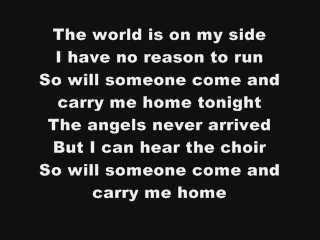 The world is on my side
I have no reason to run
So will someone come and
carry me home tonight
The angels never arrived
But I can hear the choir
So will someone come and
carry me home